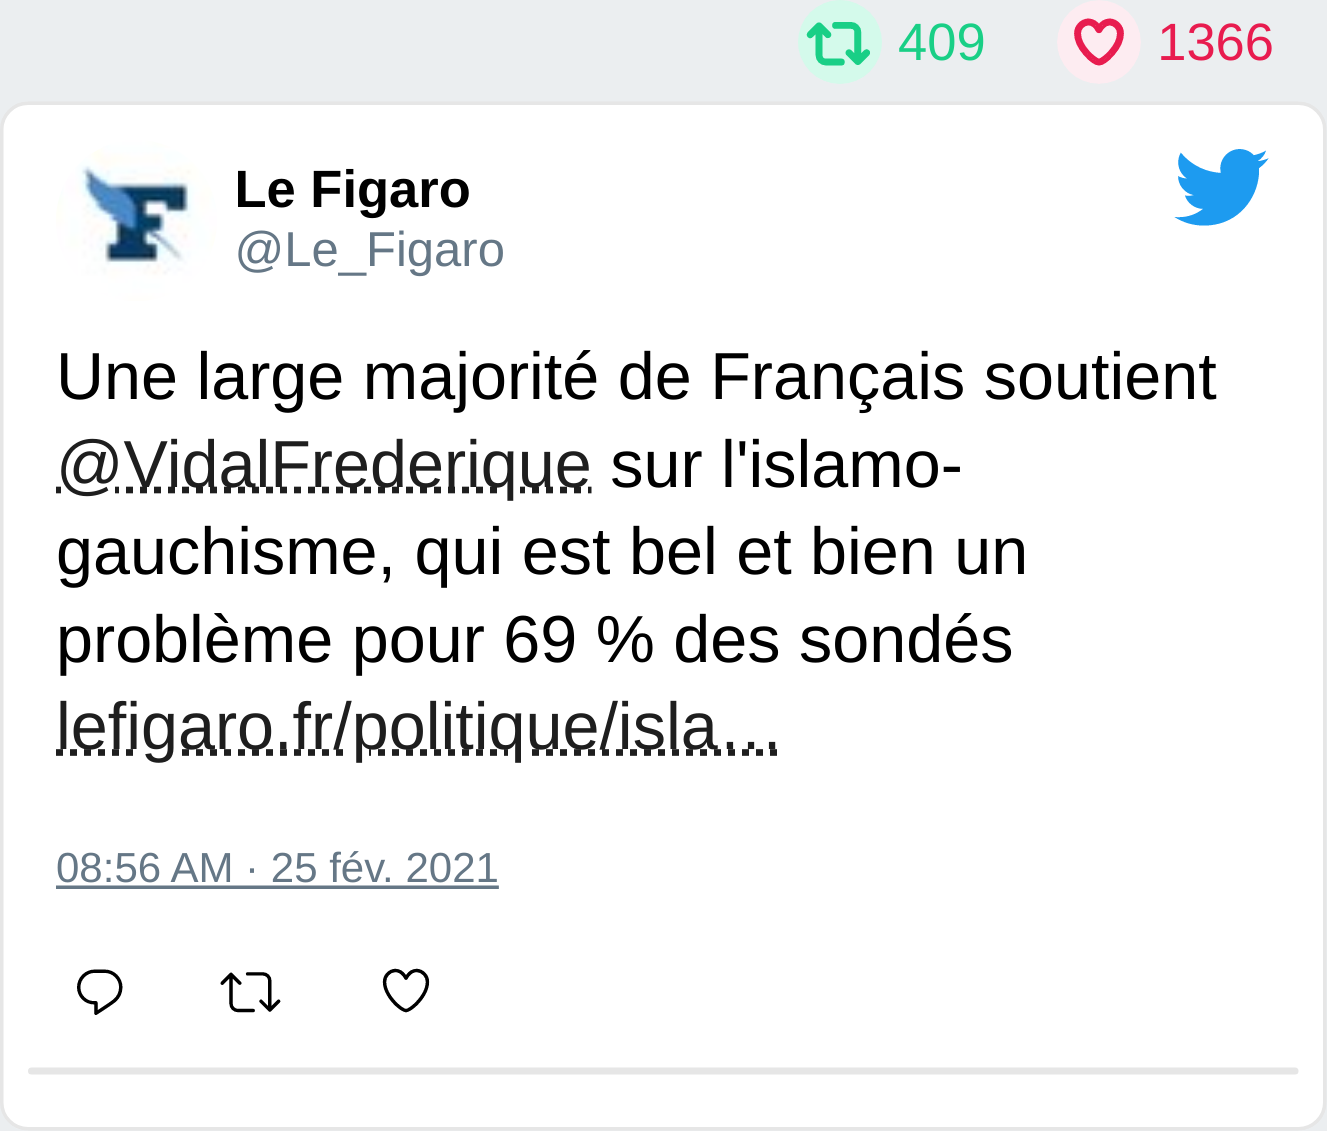 409 1366
Le Figaro
@Le_Figaro
Une large majorité de Français soutient
@VidalFrederique sur l'islamo-
gauchisme, qui est bel et bien un
problème pour 69 % des sondés
lefigaro.fr/politique/isla…
08:56 AM · 25 fév. 2021